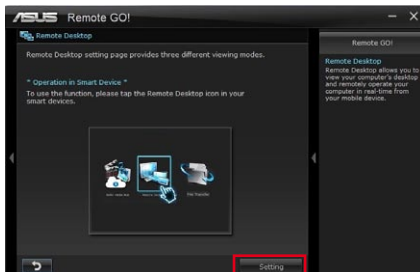 ASUS Remote GO!
Remote Desktop
Remote Desktop setting page provides three different viewing modes.
* Operation in Smart Device *
To use the function, please tap the Remote Desktop icon in your
smart devices.
File Transfer
Setting
Remote GO!
Remote Desktop
Remote Desktop allows you to
view your computer's desktop
and remotely operate your
computer in real-time from
your mobile device.